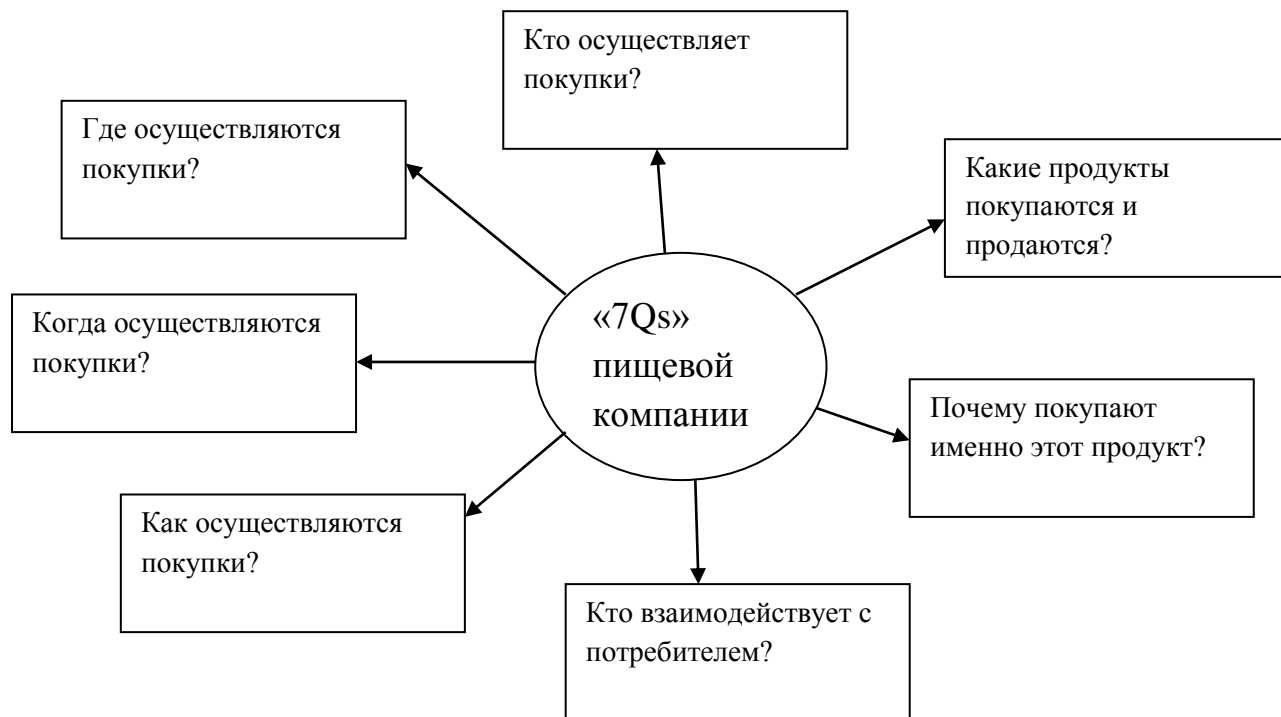 Кто осуществляет
покупки?
Где осуществляются
покупки?
Какие продукты
покупаются и
продаются?
«7Qs»
пищевой
компании
Когда осуществляются
покупки?
Почему покупают
именно этот продукт?
Как осуществляются
покупки?
Кто взаимодействует с
потребителем?